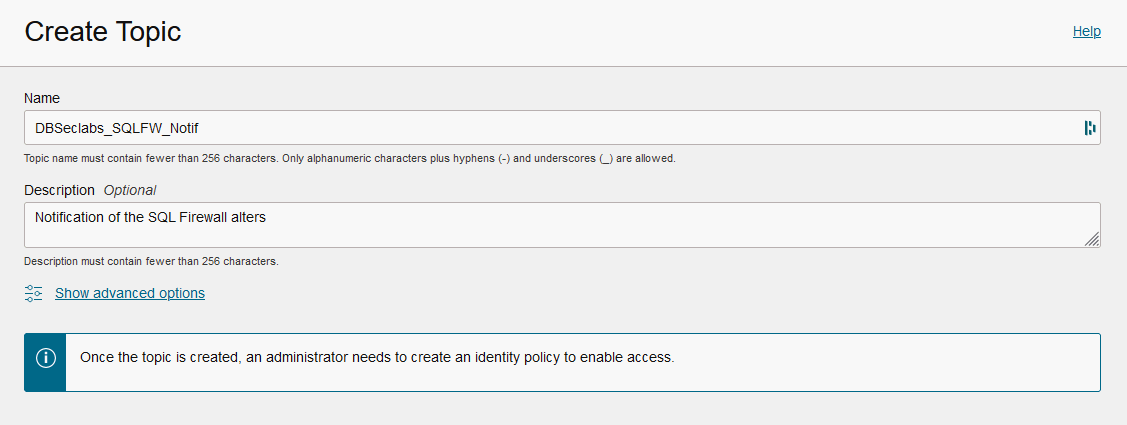 Create Topic
Help
Name
DBSeclabs_SQLFW_Notif
Topic name must contain fewer than 256 characters. Only alphanumeric characters plus hyphens (-) and underscores (_) are allowed.
Description Optional
Notification of the SQL Firewall alters
Description must contain fewer than 256 characters.
Show advanced options
Once the topic is created, an administrator needs to create an identity policy to enable access.